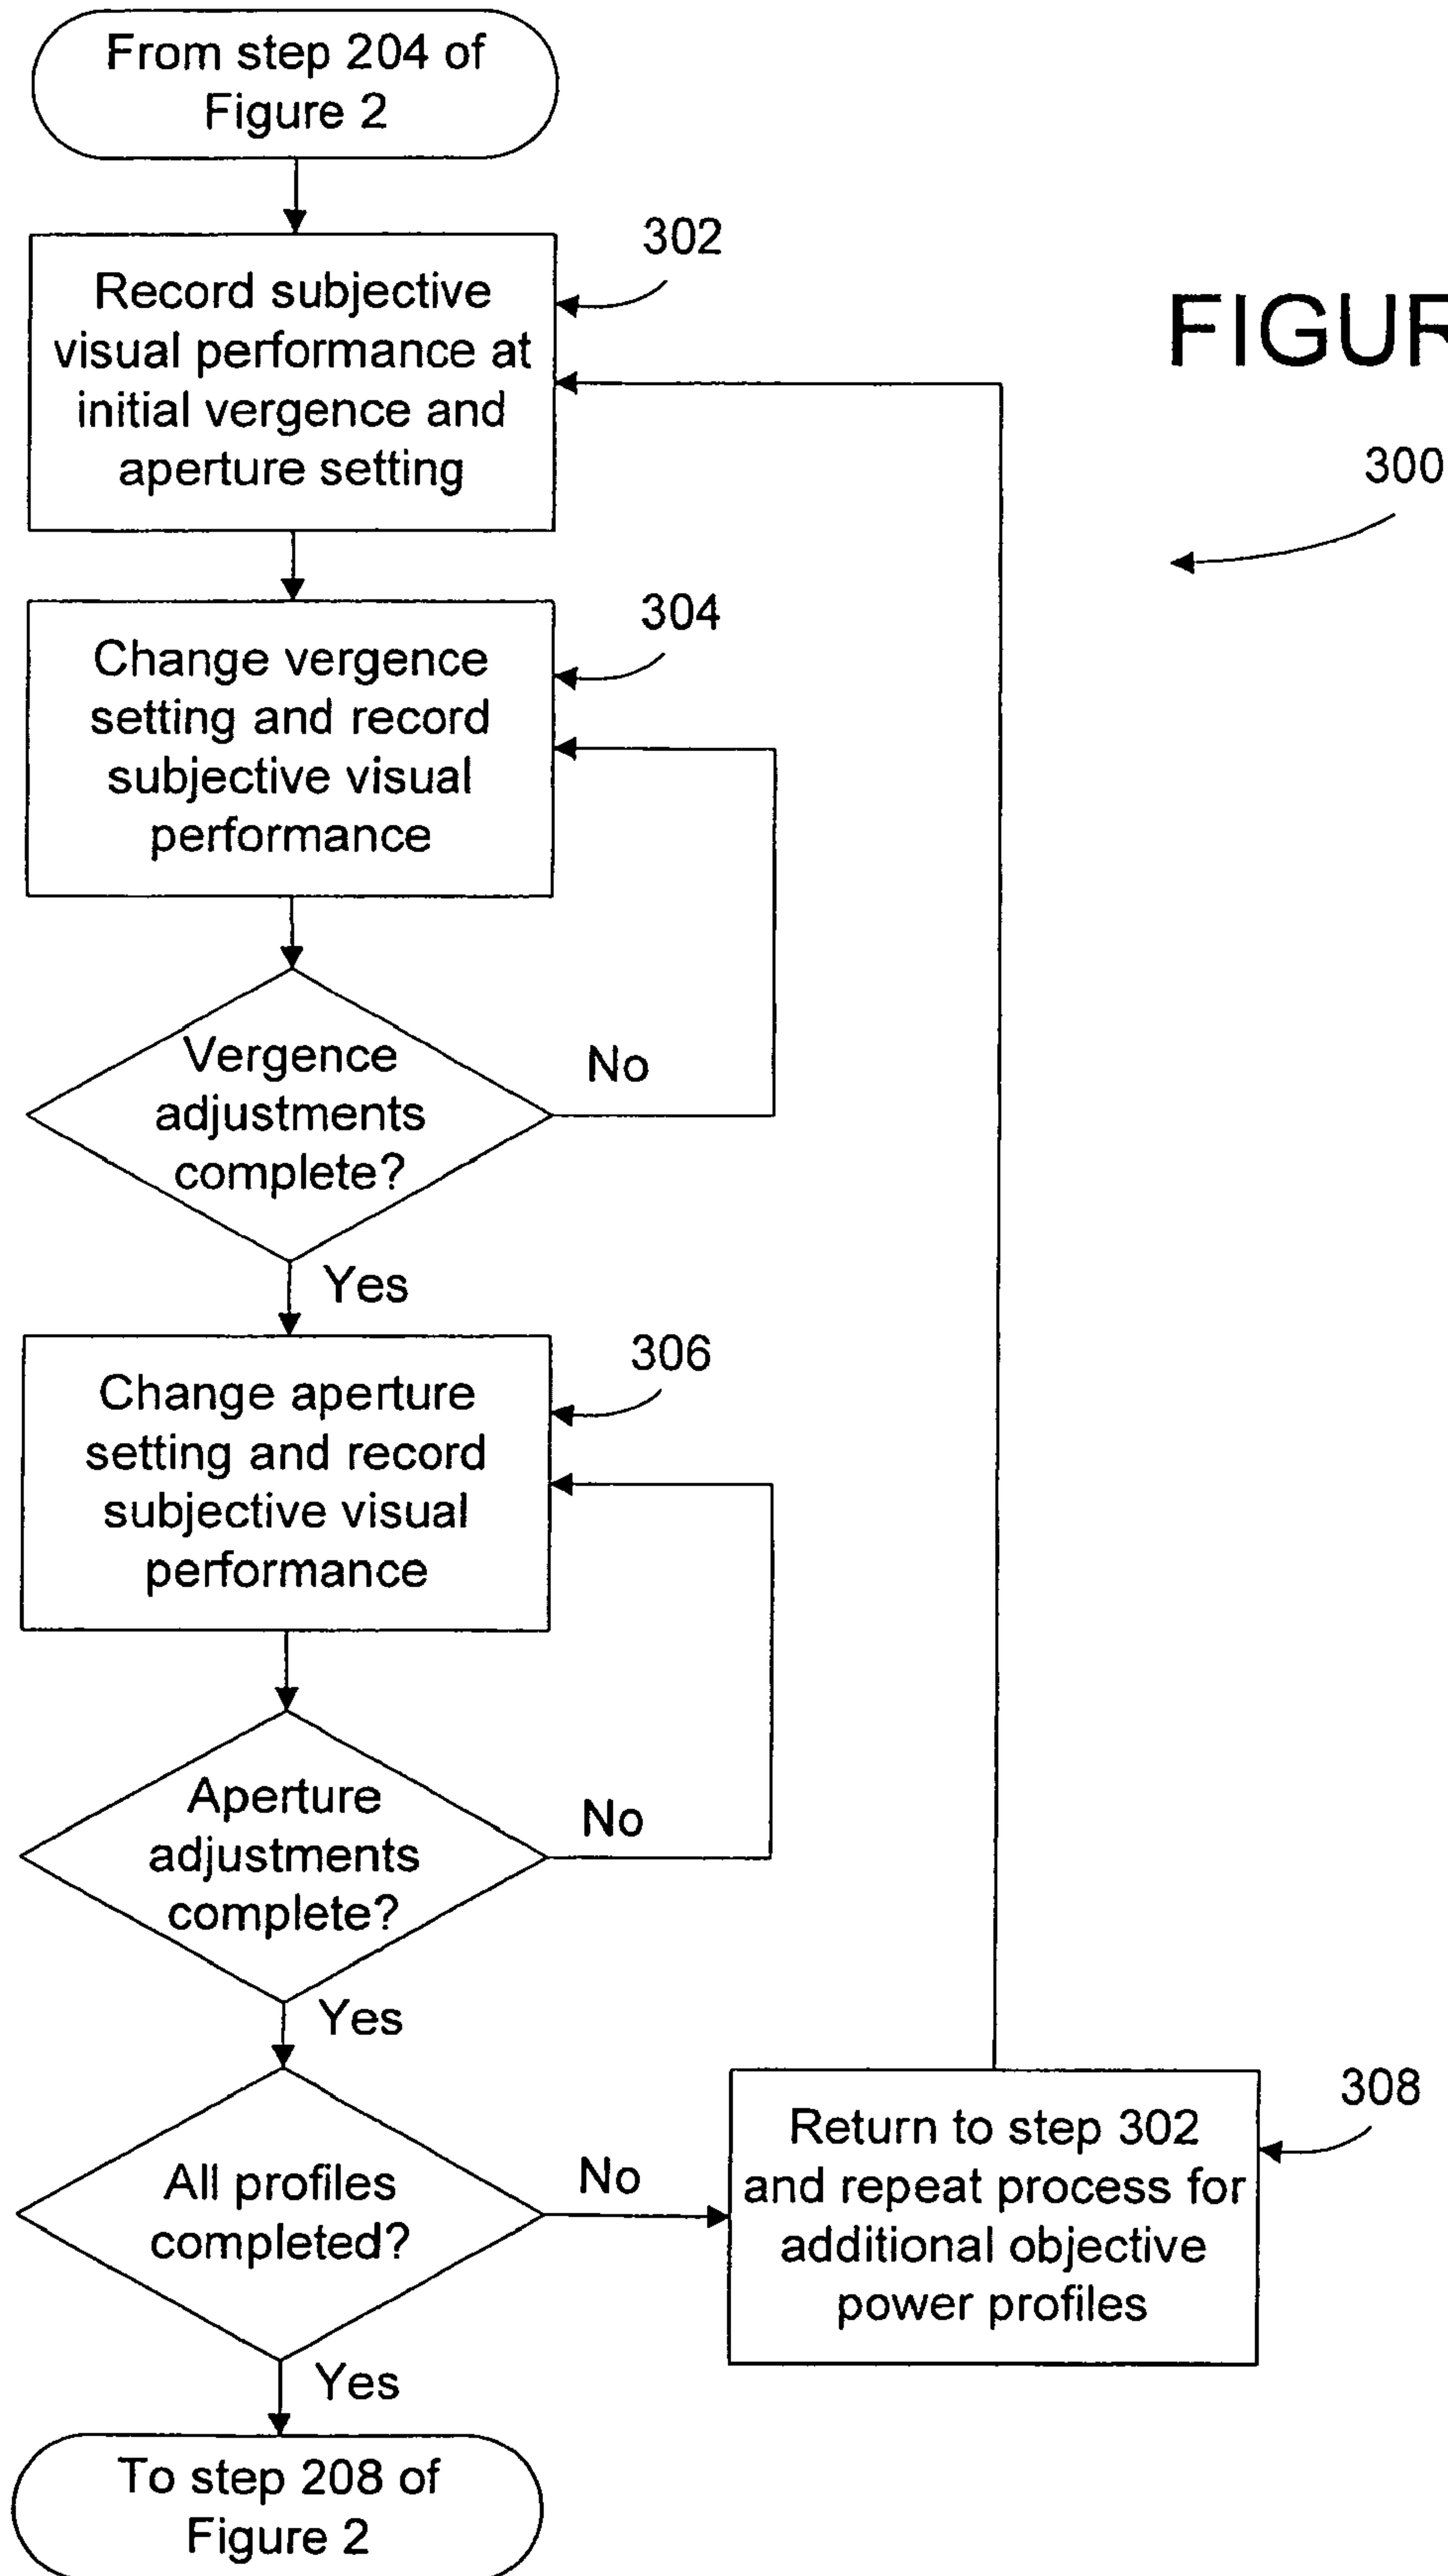 From step 204 of
Figure 2
302
Record subjective
visual performance at
initial vergence and
aperture setting
FIGUR
300
304
Change vergence
setting and record
subjective visual
performance
Vergence
adjustments
complete?
No
Yes
306
Change aperture
setting and record
subjective visual
performance
Aperture
adjustments
complete?
No
Yes
308
All profiles
completed?
No
Return to step 302
and repeat process for
additional objective
power profiles
Yes
To step 208 of
Figure 2